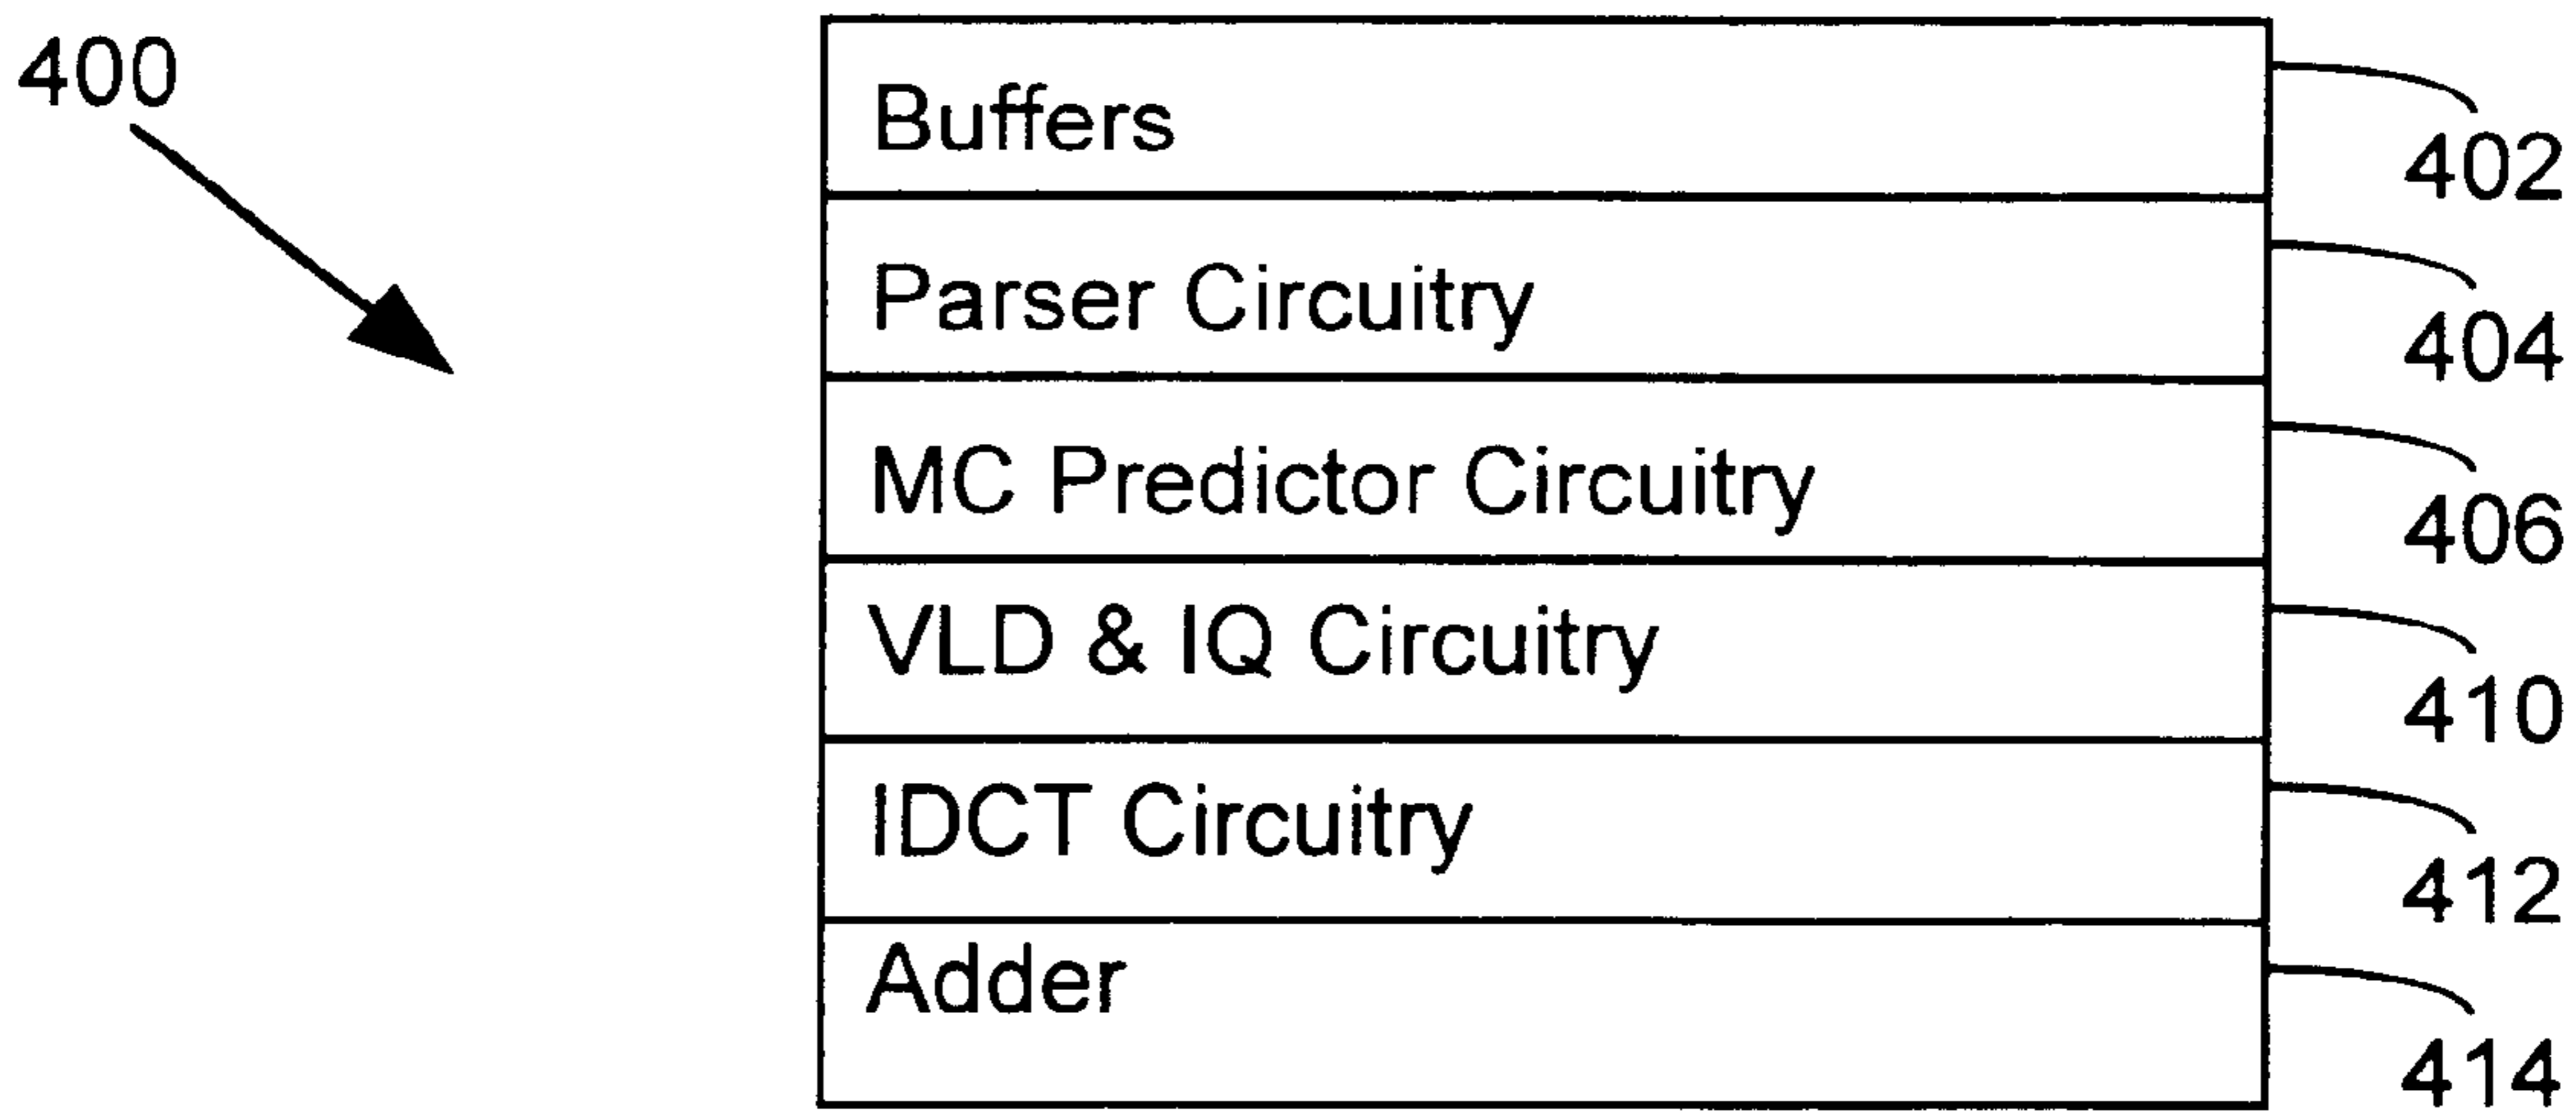 400
Buffers
402
Parser Circuitry
404
MC Predictor Circuitry
406
VLD & IQ Circuitry
410
IDCT Circuitry
412
Adder
414